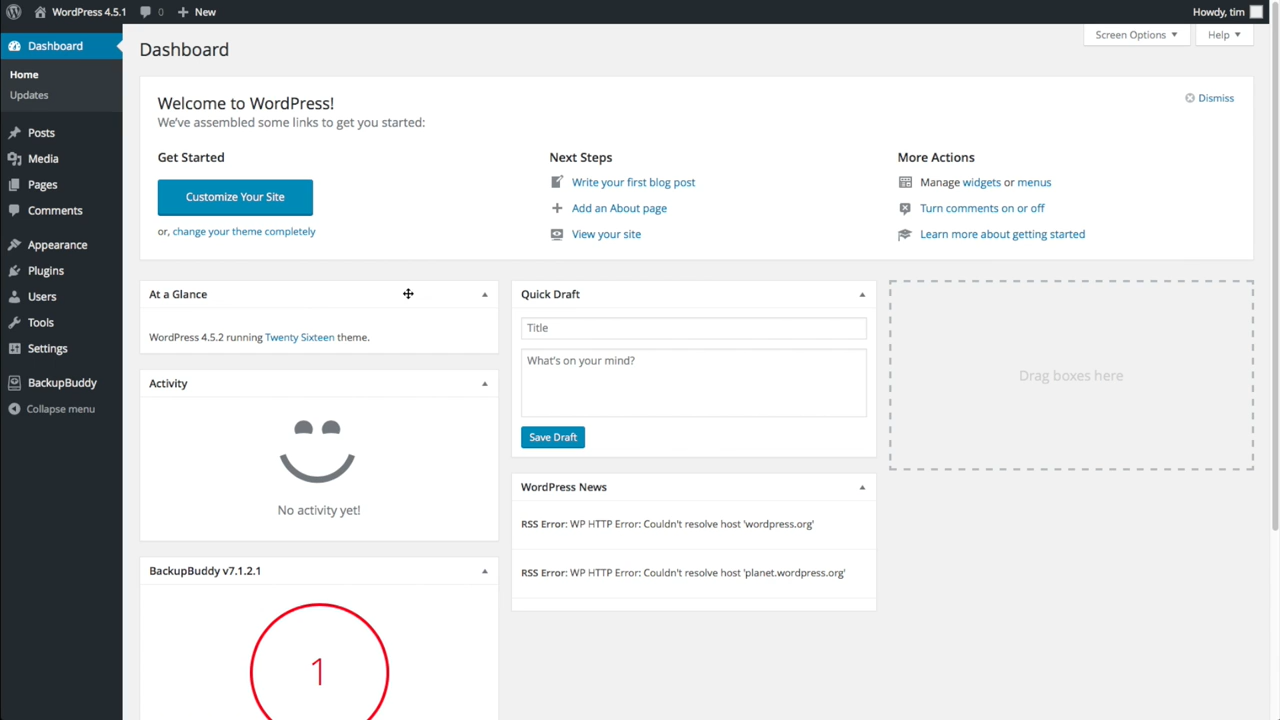 WordPress 4.5.1 0 New Howdy, tim
Dashboard
Home
Updates
Posts
Media
Pages
Comments
Appearance
Plugins
Users
Tools
Settings
BackupBuddy
Collapse menu
Dashboard
Screen Options Help
Welcome to WordPress!
Dismiss
We've assembled some links to get you started:
Get Started
Customize Your Site
or, change your theme completely
Next Steps
Write your first blog post
Add an About page
View your site
More Actions
Manage widgets or menus
Turn comments on or off
Learn more about getting started
At a Glance
WordPress 4.5.2 running Twenty Sixteen theme.
Activity
No activity yet!
BackupBuddy v7.1.2.1
1
Quick Draft
Title
What's on your mind?
Save Draft
WordPress News
RSS Error: WP HTTP Error: Couldn't resolve host 'wordpress.org'
RSS Error: WP HTTP Error: Couldn't resolve host 'planet.wordpress.org'
Drag boxes here